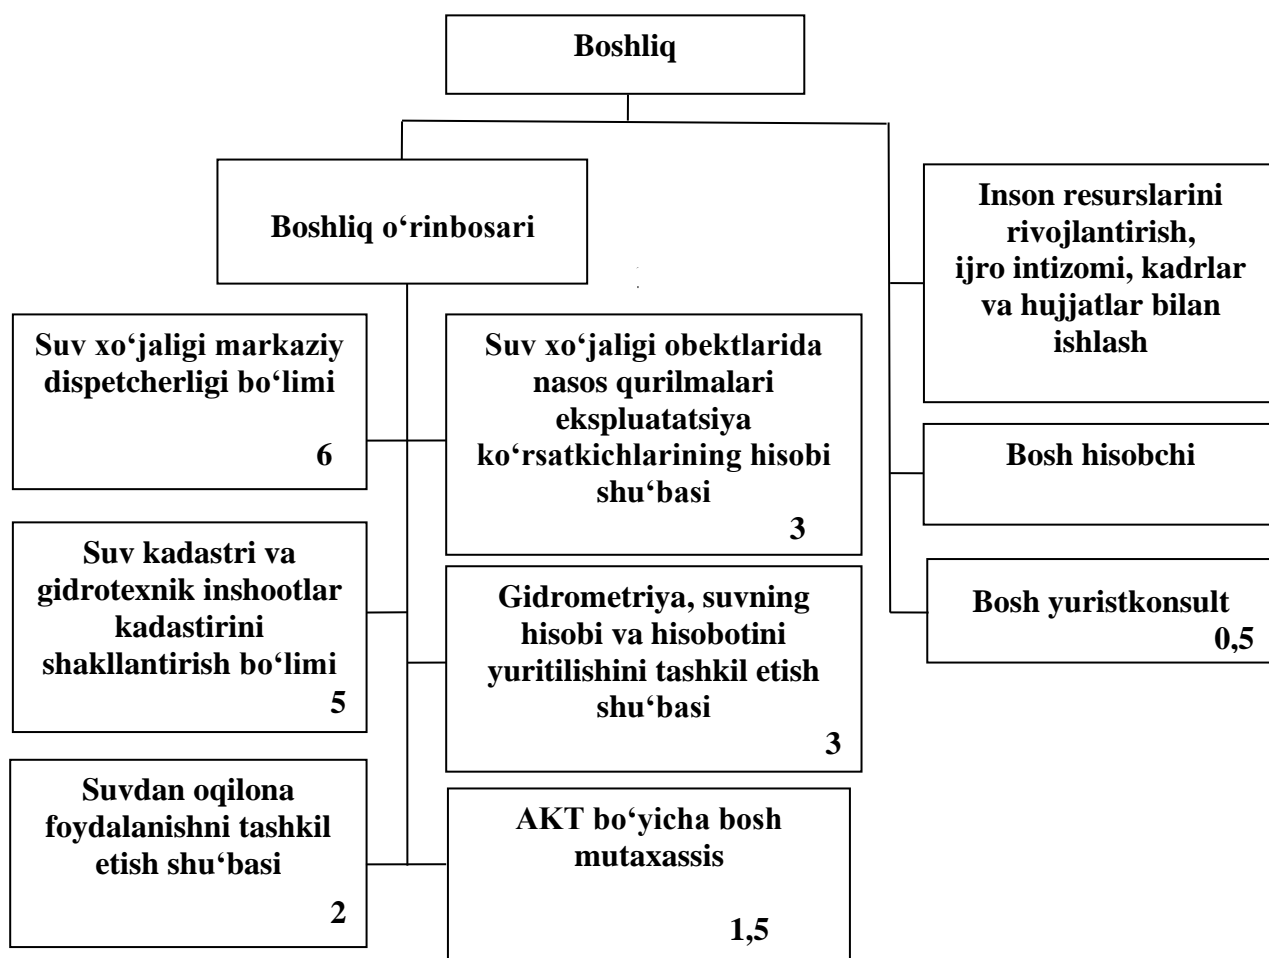 Boshliq
Boshliq o‘rinbosari
Inson resurslarini
rivojlantirish,
ijro intizomi, kadrlar
va hujjatlar bilan
ishlash
Suv xo‘jaligi markaziy
dispetcherligi bo‘limi
6
Suv xo‘jaligi obektlarida
nasos qurilmalari
ekspluatatsiya
ko‘rsatkichlarining hisobi
shu‘basi
3
Bosh hisobchi
Suv kadastri va
gidrotexnik inshootlar
kadastirini
shakllantirish bo‘limi
5
Gidrometriya, suvning
hisobi va hisobotini
yuritilishini tashkil etish
shu‘basi
3
Bosh yuristkonsult
0,5
Suvdan oqilona
foydalanishni tashkil
etish shu‘basi
2
AKT bo‘yicha bosh
mutaxassis
1,5